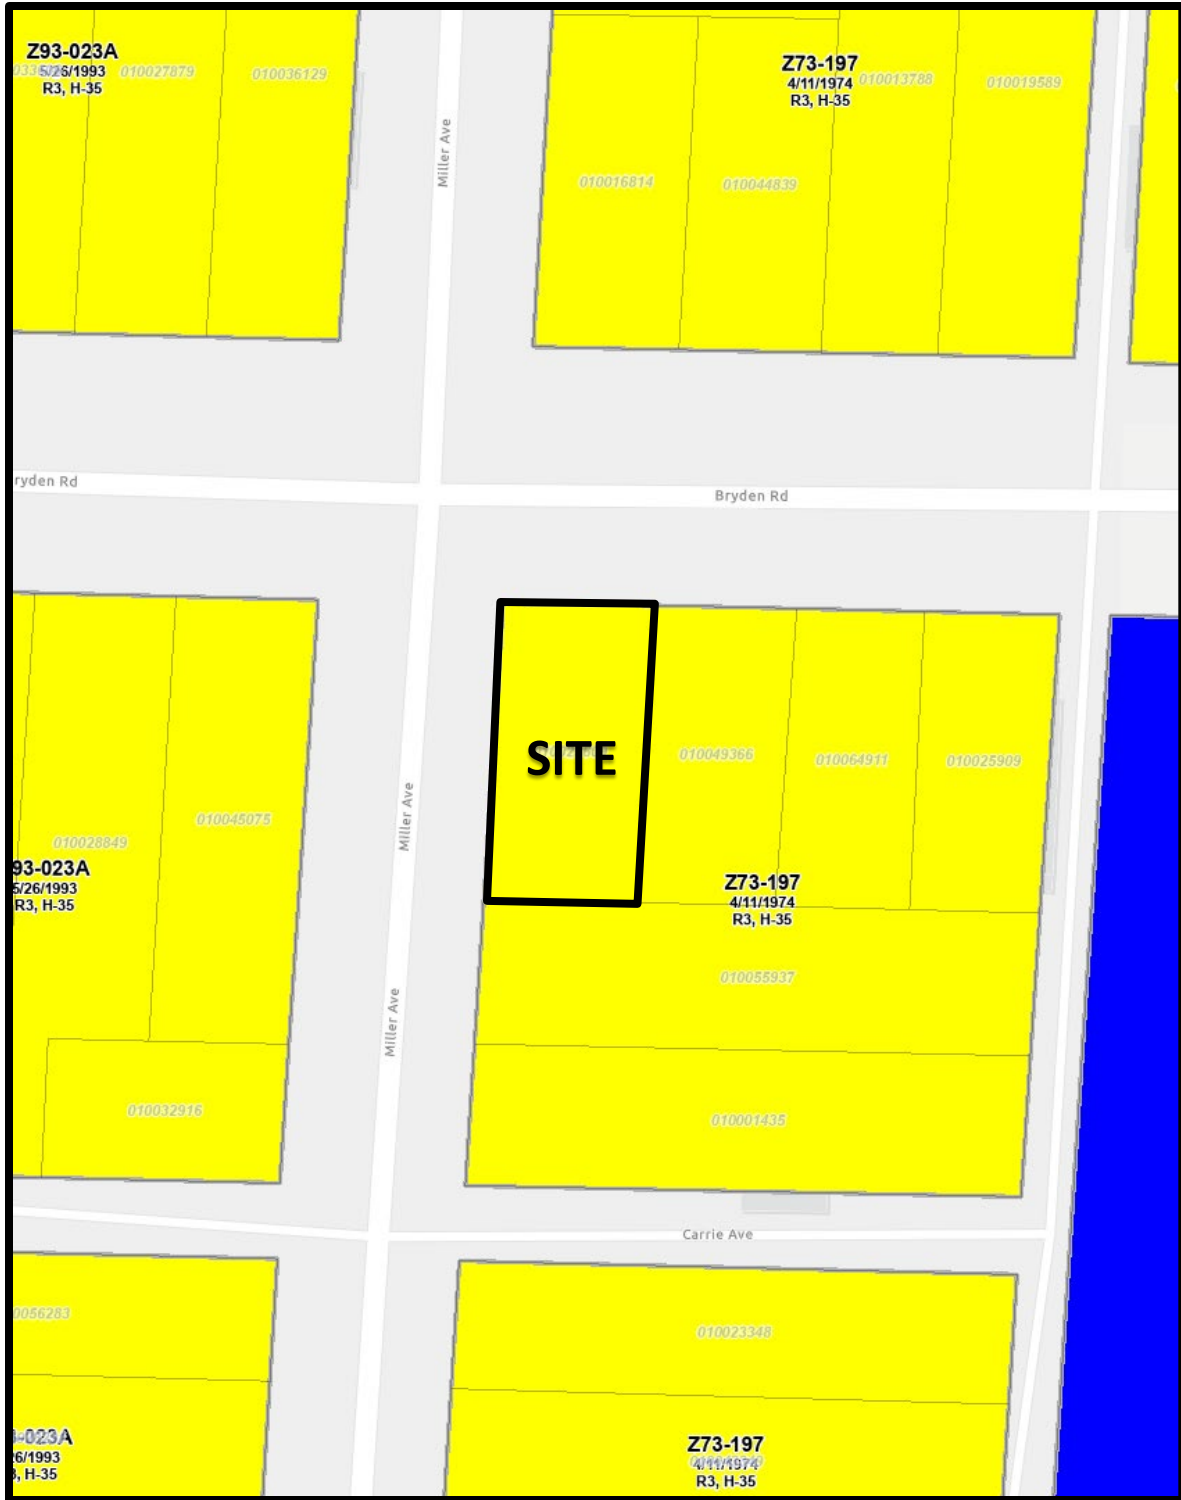 Z93-023A
5/26/1993
R3, H-35
010027879
010036129
Miller Ave
Z73-197
4/11/1974
R3, H-35
010013788
010019589
010016814
010044839
ryden Rd
Bryden Rd
SITE
010049366
010064911
010025909
Miller Ave
010045075
010028849
93-023A
5/26/1993
R3, H-35
Z73-197
4/11/1974
R3, H-35
010055937
Miller Ave
010032916
010001435
Carrie Ave
0056283
010023348
-023A
6/1993
, H-35
Z73-197
4/11/1974
R3, H-35